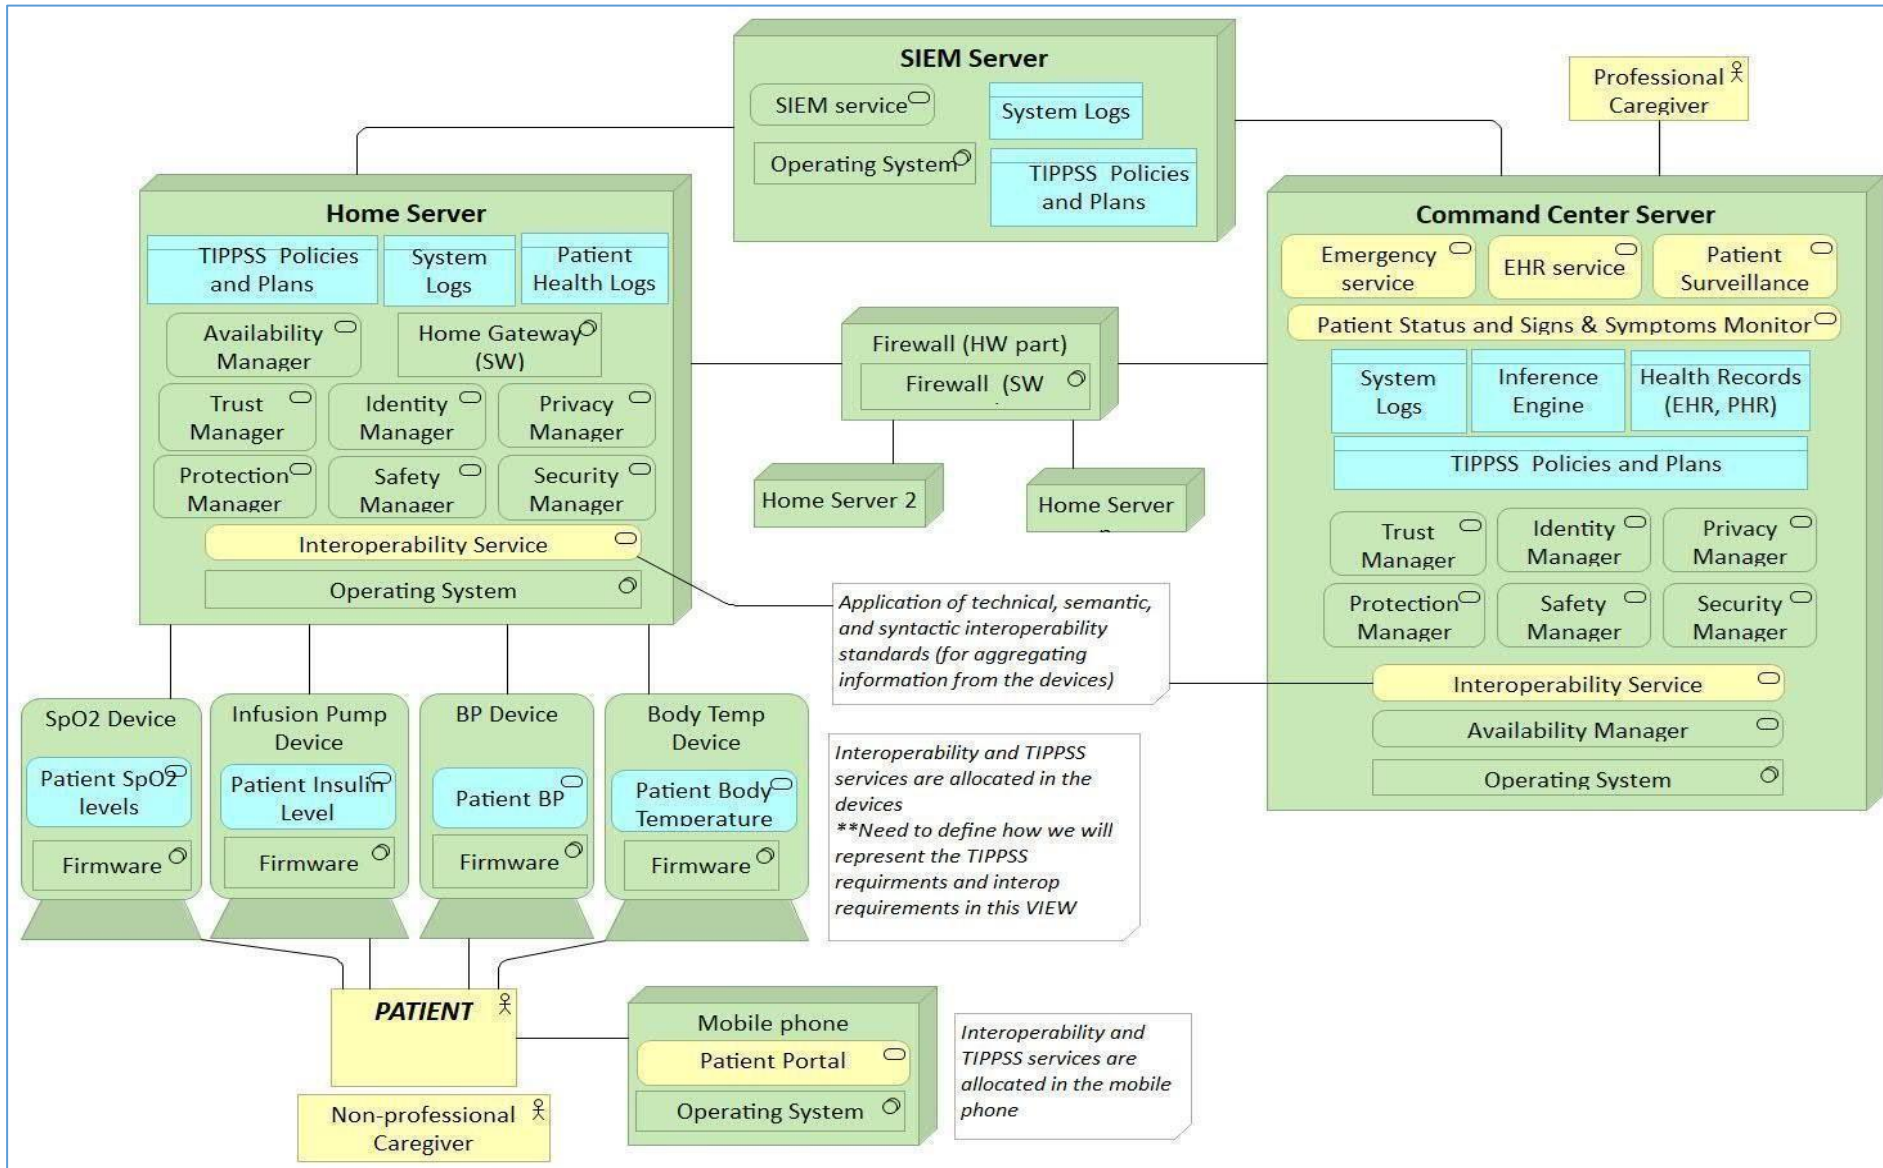 SIEM Server
SIEM service
System Logs
Operating System
TIPPSS Policies
and Plans
Professional
Caregiver
Home Server
TIPPSS Policies
and Plans
System
Logs
Patient
Health Logs
Availability
Manager
Home Gateway
(SW)
Trust
Manager
Identity
Manager
Privacy
Manager
Protection
Manager
Safety
Manager
Security
Manager
Interoperability Service
Operating System
Firewall (HW part)
Firewall (SW
Home Server 2
Home Server
Command Center Server
Emergency
service
EHR service
Patient
Surveillance
Patient Status and Signs & Symptoms Monitor
System
Logs
Inference
Engine
Health Records
(EHR, PHR)
TIPPSS Policies and Plans
Trust
Manager
Identity
Manager
Privacy
Manager
Protection
Manager
Safety
Manager
Security
Manager
Interoperability Service
Availability Manager
Operating System
Application of technical, semantic,
and syntactic interoperability
standards (for aggregating
information from the devices)
SpO2 Device
Patient SpO2
levels
Firmware
Infusion Pump
Device
Patient Insulin
Level
Firmware
BP Device
Patient BP
Firmware
Body Temp
Device
Patient Body
Temperature
Firmware
Interoperability and TIPPSS
services are allocated in the
devices
**Need to define how we will
represent the TIPPSS
requirments and interop
requirements in this VIEW
PATIENT
Non-professional
Caregiver
Mobile phone
Patient Portal
Operating System
Interoperability and
TIPPSS services are
allocated in the mobile
phone